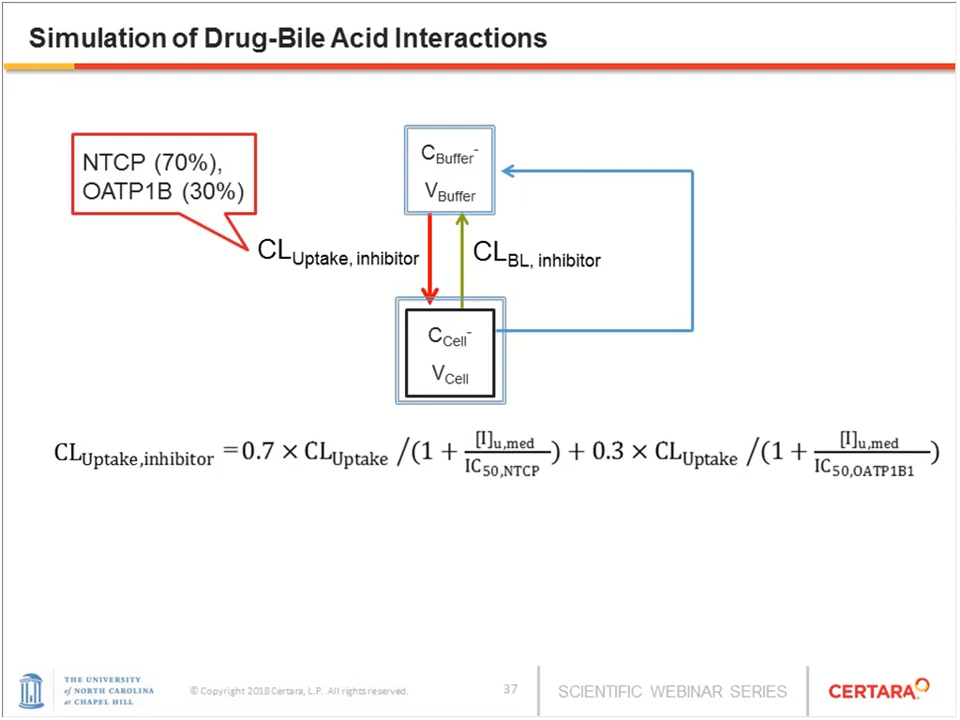 Simulation of Drug-Bile Acid Interactions
NTCP (70%),
OATP1B (30%)
C_Buffer^-
V_Buffer
CL_Uptake, inhibitor
CL_BL, inhibitor
C_Cell^-
V_Cell
CL_Uptake,inhibitor = 0.7 × CL_Uptake /(1 + [I]_u,med / IC_50,NTCP) + 0.3 × CL_Uptake /(1 + [I]_u,med / IC_50,OATP1B1)
THE UNIVERSITY
of NORTH CAROLINA
at CHAPEL HILL
© Copyright 2018 Certara, L.P. All rights reserved.
37
SCIENTIFIC WEBINAR SERIES
CERTARA